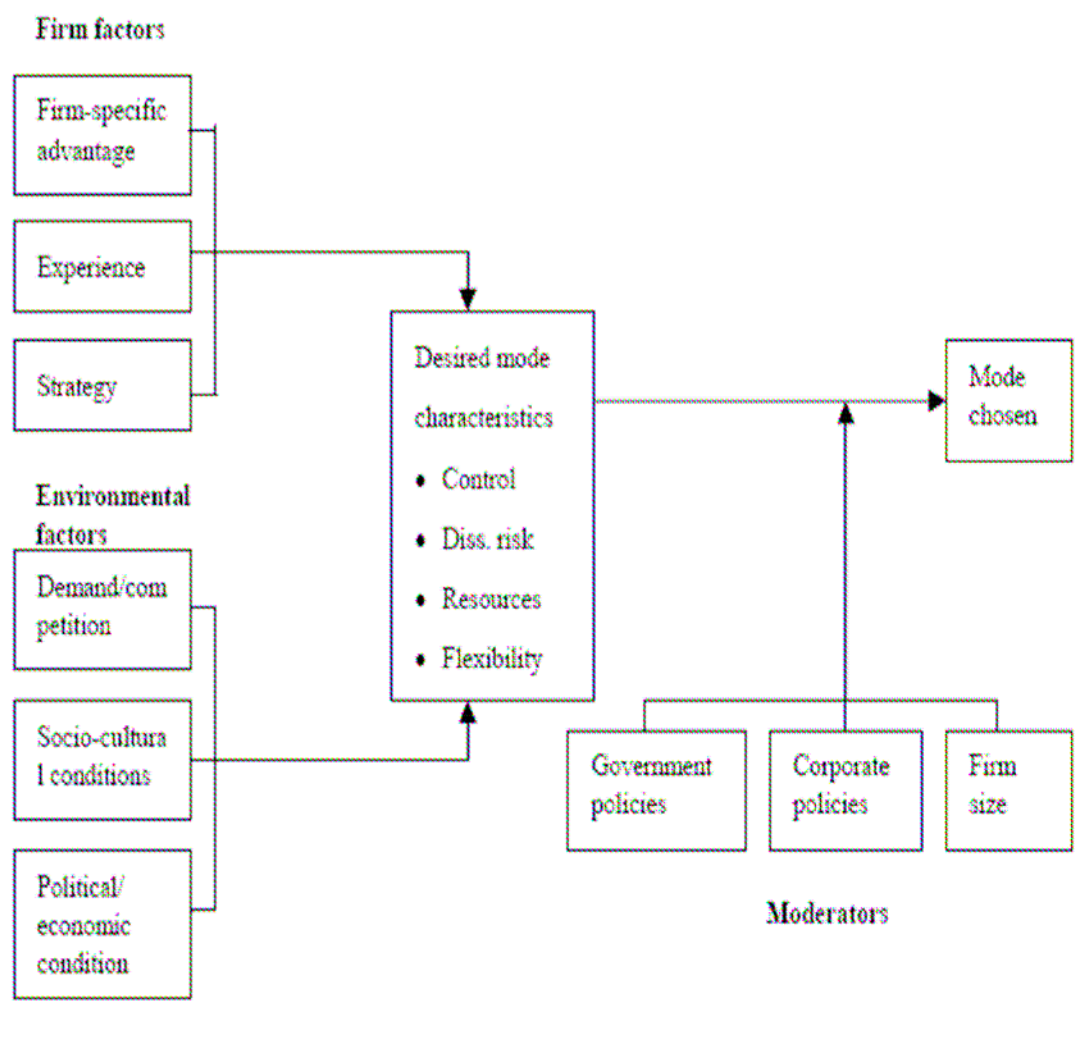 Firm factors
Firm-specific
advantage
Experience
Strategy
Environmental
factors
Demand/com
petition
Socio-cultura
l conditions
Political/
economic
condition
Desired mode
characteristics
• Control
• Diss. risk
• Resources
• Flexibility
Mode
chosen
Government
policies
Corporate
policies
Firm
size
Moderators